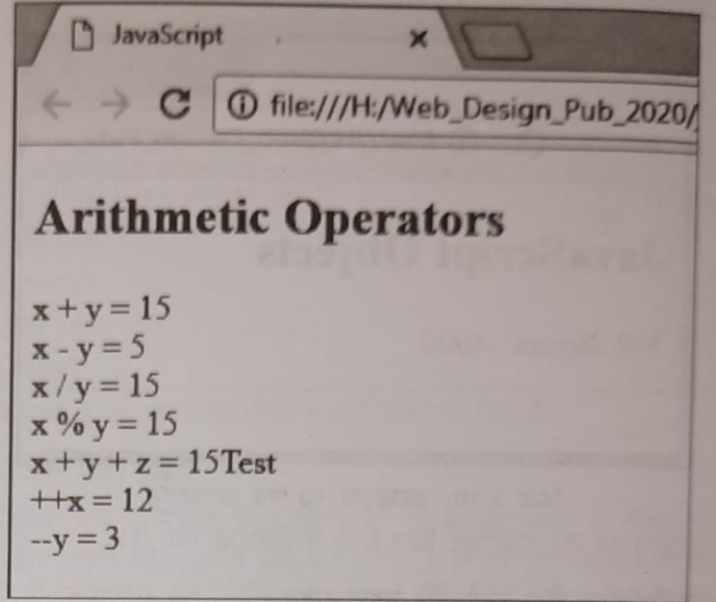 JavaScript
file:///H:/Web_Design_Pub_2020/
Arithmetic Operators
x + y = 15
x - y = 5
x / y = 15
x % y = 15
x + y + z = 15Test
++x = 12
--y = 3